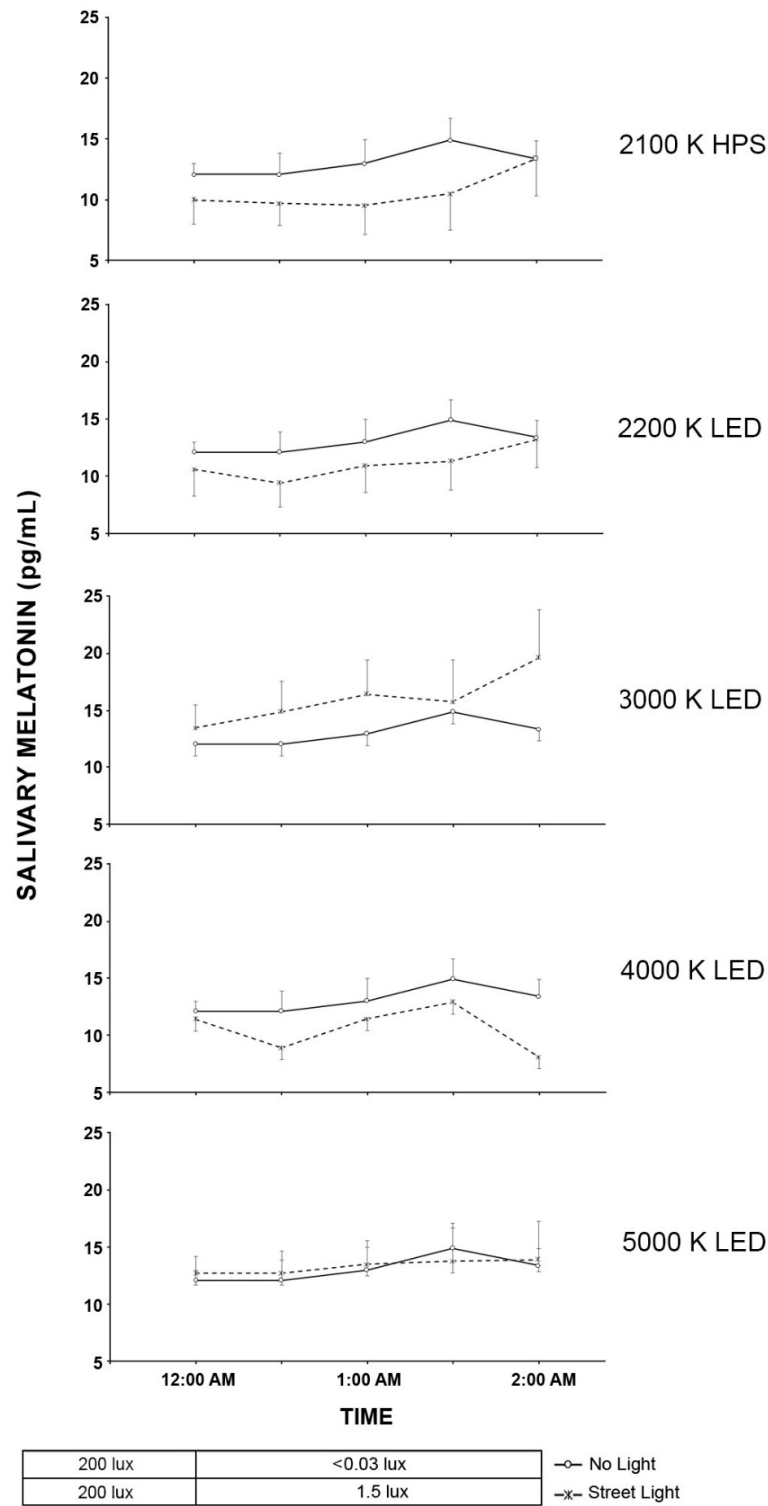 25
20
15
10
5
2100 K HPS
25
20
15
10
5
2200 K LED
SALIVARY MELATONIN (pg/mL)
25
20
15
10
5
3000 K LED
25
20
15
10
5
4000 K LED
25
20
15
10
5
5000 K LED
12:00 AM 1:00 AM 2:00 AM
TIME
200 lux <0.03 lux No Light
200 lux 1.5 lux Street Light